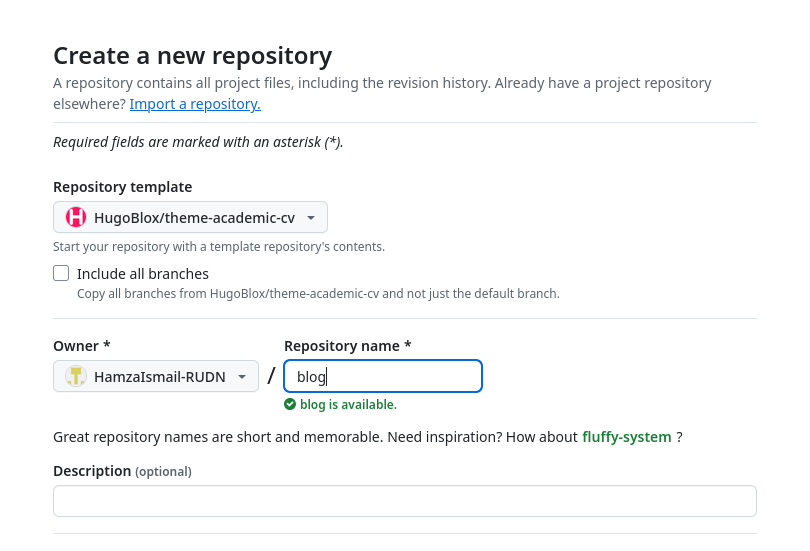 Create a new repository
A repository contains all project files, including the revision history. Already have a project repository
elsewhere? Import a repository.
Required fields are marked with an asterisk (*).
Repository template
HugoBlox/theme-academic-cv
Start your repository with a template repository's contents.
Include all branches
Copy all branches from HugoBlox/theme-academic-cv and not just the default branch.
Owner * Repository name *
HamzaIsmail-RUDN / blog
blog is available.
Great repository names are short and memorable. Need inspiration? How about fluffy-system ?
Description (optional)